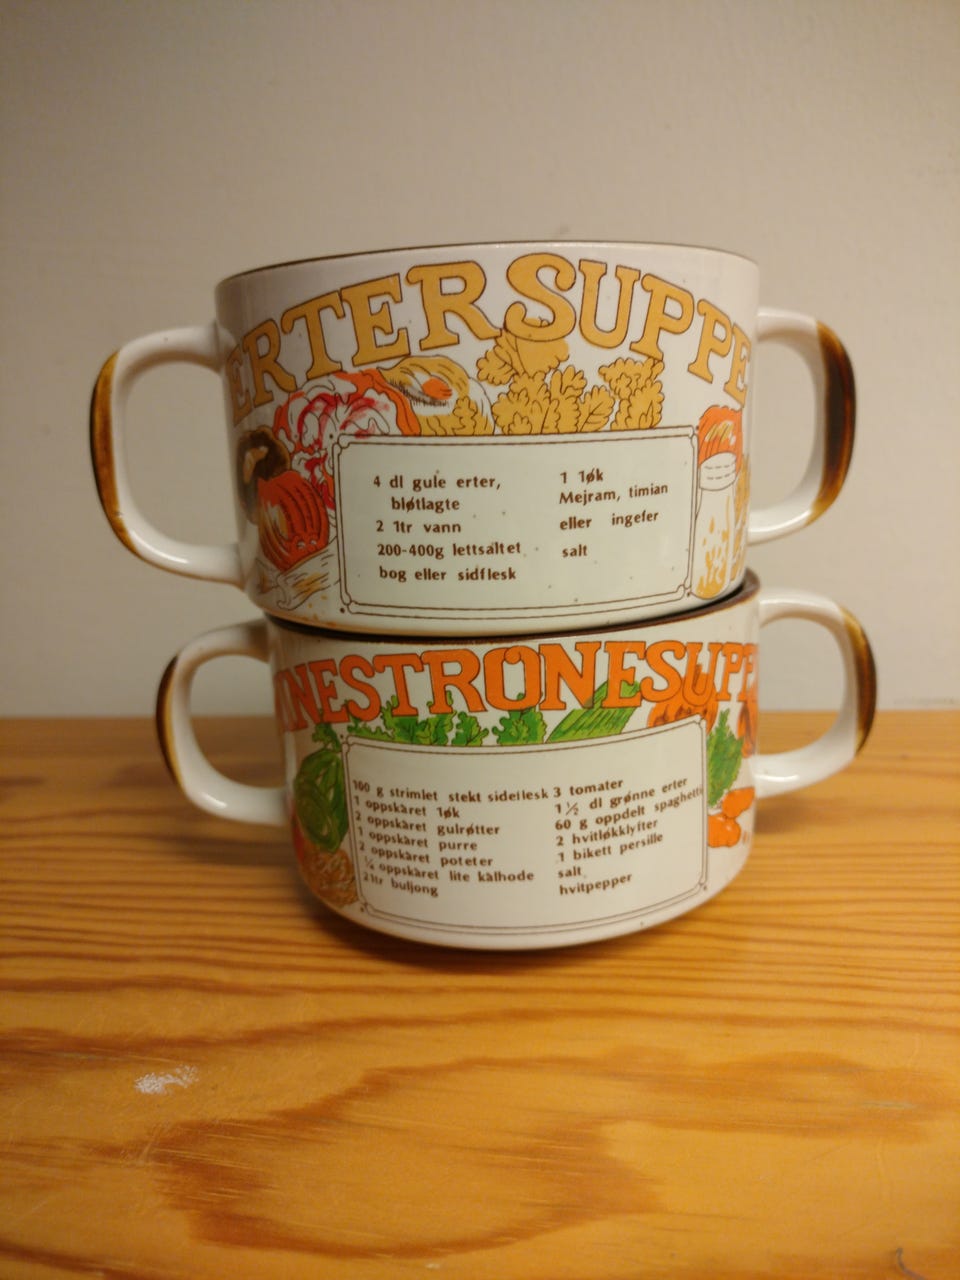 ERTERSUPPE
4 dl gule erter,
bløtlagte
2 ltr vann
200-400g lettsaltet
bog eller sidflesk
1 løk
Mejram, timian
eller ingefer
salt
INESTRONESUPPE
100 g strimlet stekt sideflesk
1 oppskåret løk
2 oppskåret gulrøtter
1 oppskåret purre
2 oppskåret poteter
¼ oppskåret lite kålhode
2 ltr buljong
3 tomater
1½ dl grønne erter
60 g oppdelt spaghetti
2 hvitløkklyfter
1 bikett persille
salt
hvitpepper